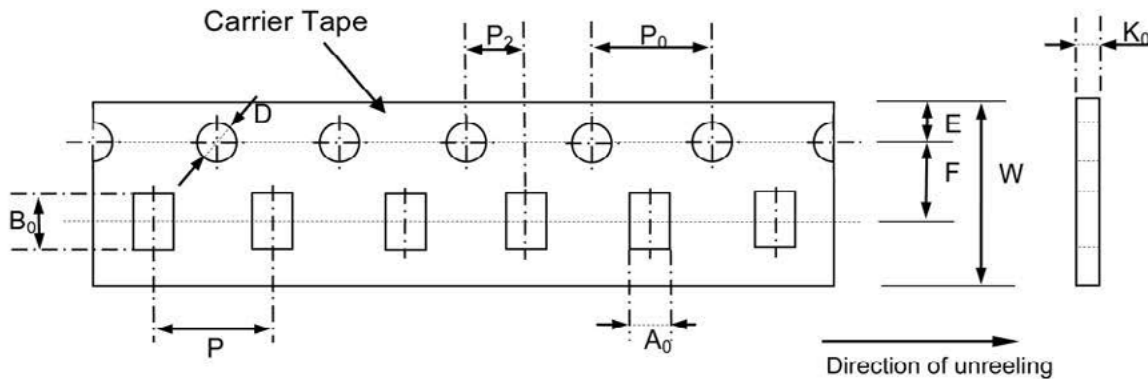 Carrier Tape
P₂
P₀
K₀
D
E
F
W
B₀
P
A₀
Direction of unreeling